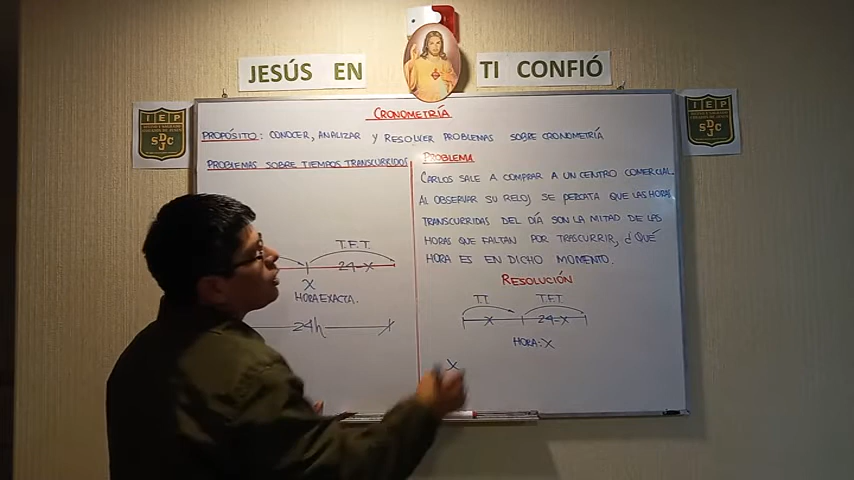 JESÚS EN TI CONFIÓ
I E P
S D C
J
I E P
S D C
J
CRONOMETRÍA
PROPÓSITO: CONOCER, ANALIZAR Y RESOLVER PROBLEMAS SOBRE CRONOMETRÍA
PROBLEMAS SOBRE TIEMPOS TRANSCURRIDOS
T.F.T.
24-X
X
HORA EXACTA.
24h
PROBLEMA
CARLOS SALE A COMPRAR A UN CENTRO COMERCIAL.
AL OBSERVAR SU RELOJ SE PERCATA QUE LAS HORAS
TRANSCURRIDAS DEL DÍA SON LA MITAD DE LAS
HORAS QUE FALTAN POR TRASCURRIR, ¿QUÉ
HORA ES EN DICHO MOMENTO.
RESOLUCIÓN
T.T. T.F.T.
X 24-X
HORA: X
X